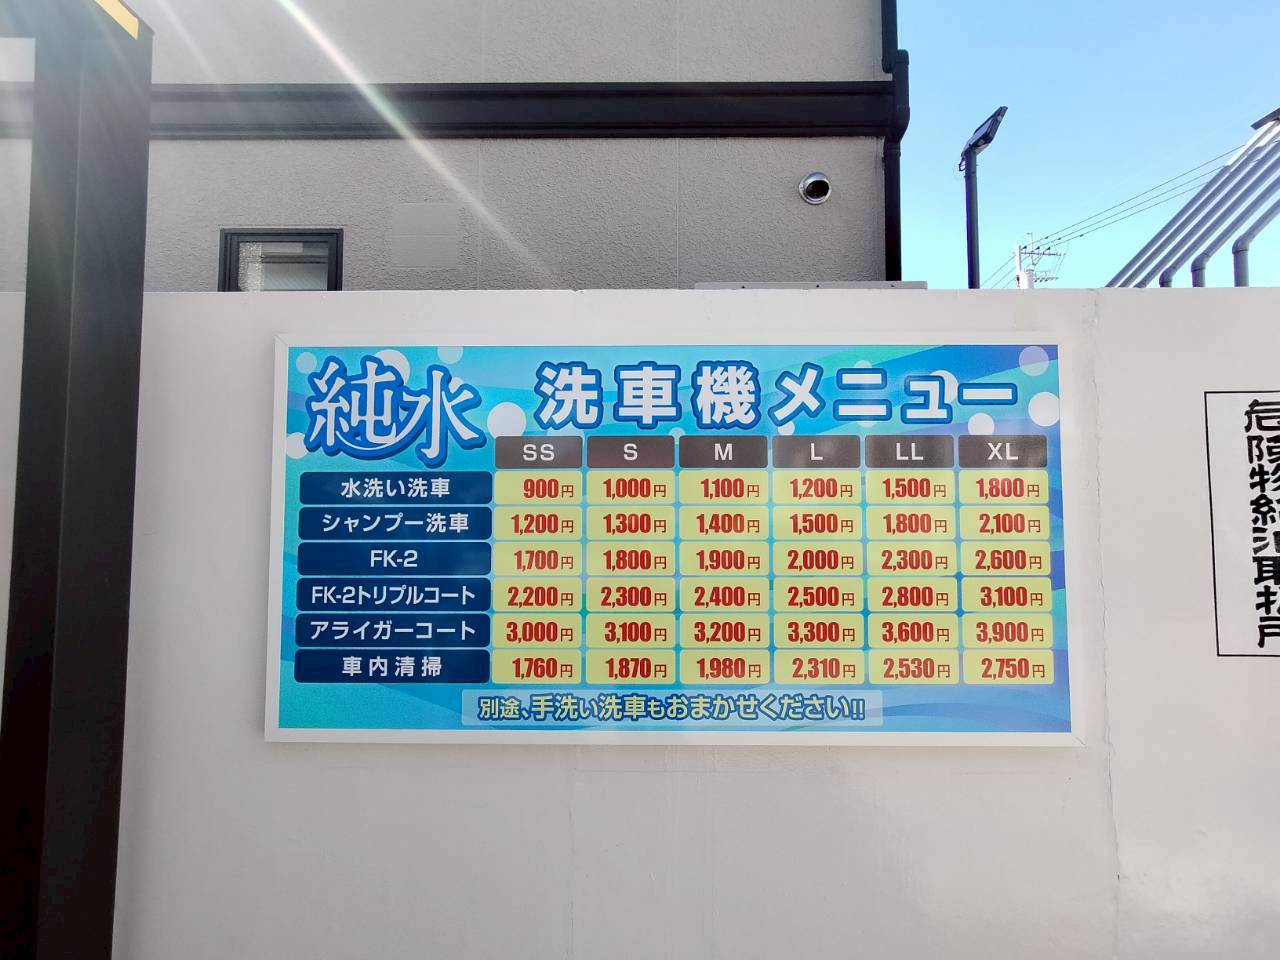 純水 洗車機メニュー
SS S M L LL XL
水洗い洗車 900円 1,000円 1,100円 1,200円 1,500円 1,800円
シャンプー洗車 1,200円 1,300円 1,400円 1,500円 1,800円 2,100円
FK-2 1,700円 1,800円 1,900円 2,000円 2,300円 2,600円
FK-2トリプルコート 2,200円 2,300円 2,400円 2,500円 2,800円 3,100円
アライガーコート 3,000円 3,100円 3,200円 3,300円 3,600円 3,900円
車内清掃 1,760円 1,870円 1,980円 2,310円 2,530円 2,750円
別途、手洗い洗車もおまかせください!!
危険物給油取扱所